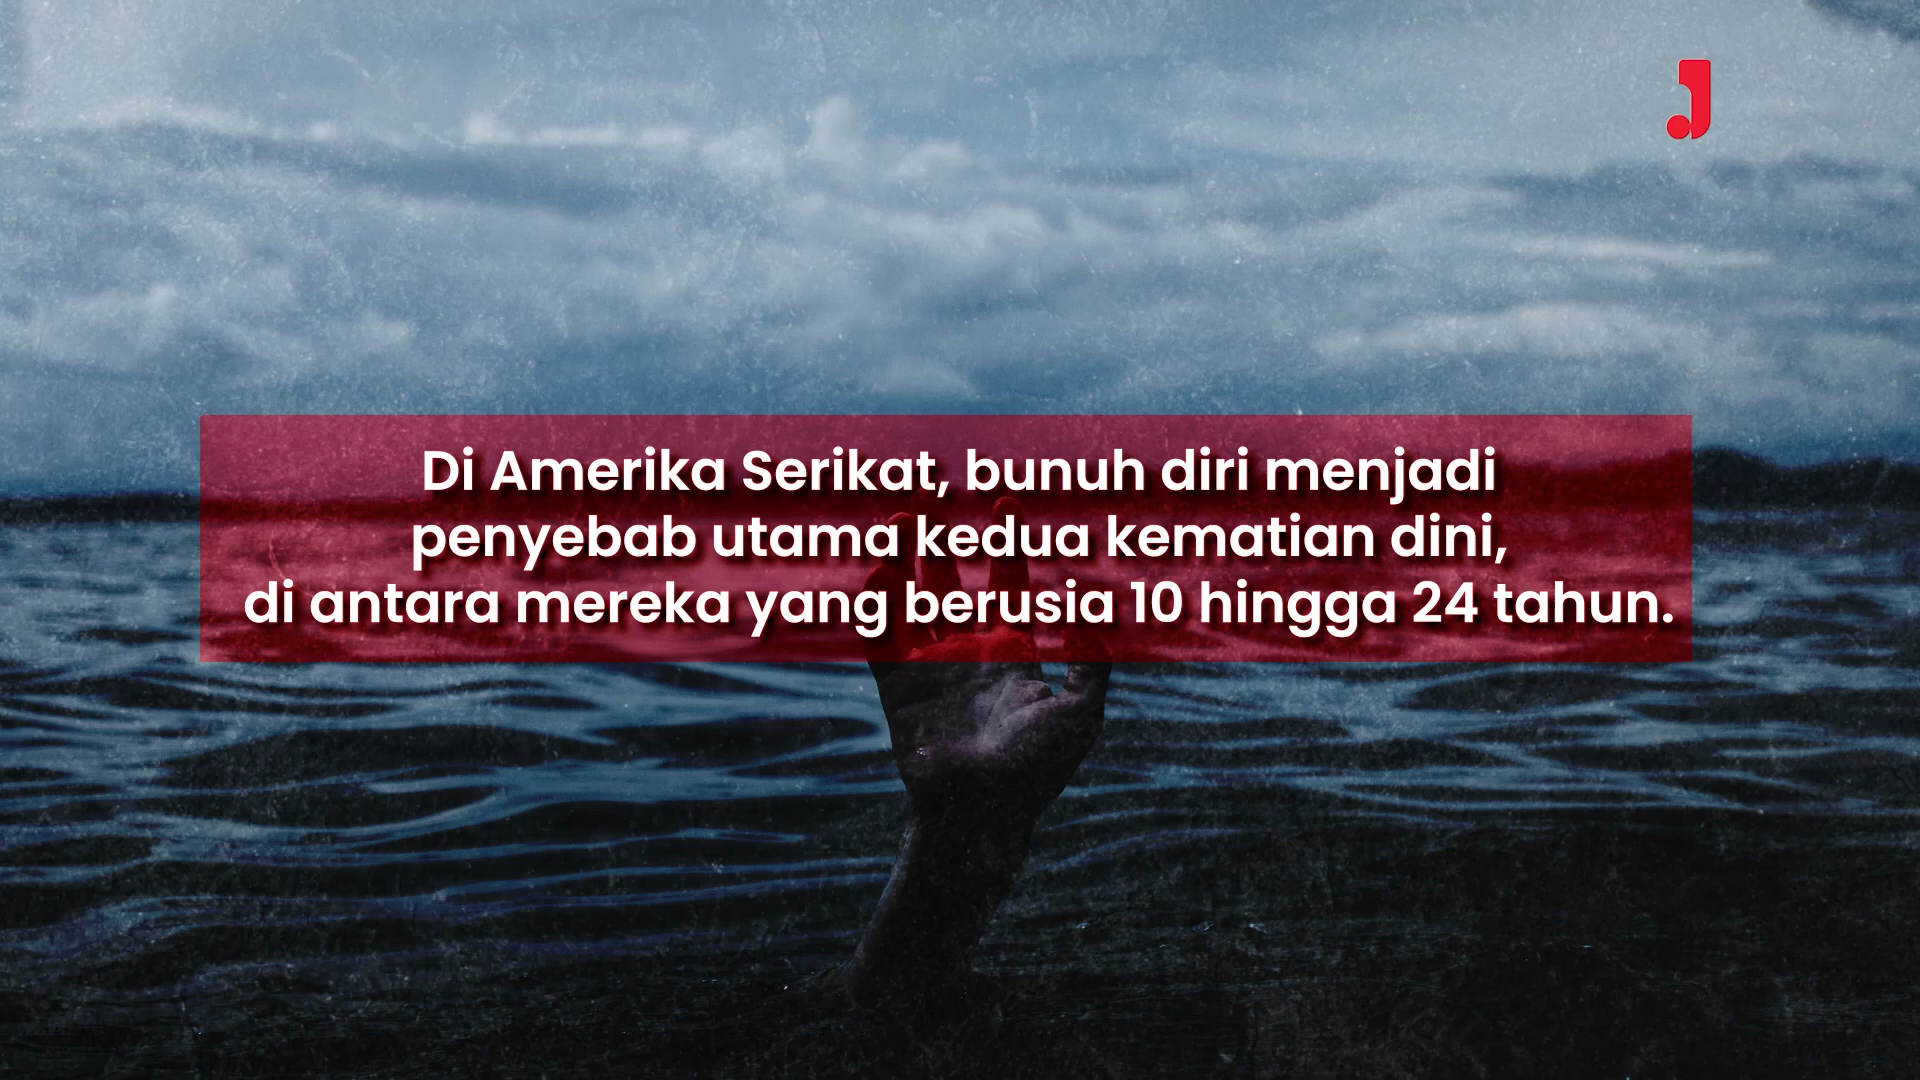 Di Amerika Serikat, bunuh diri menjadi
penyebab utama kedua kematian dini,
di antara mereka yang berusia 10 hingga 24 tahun.